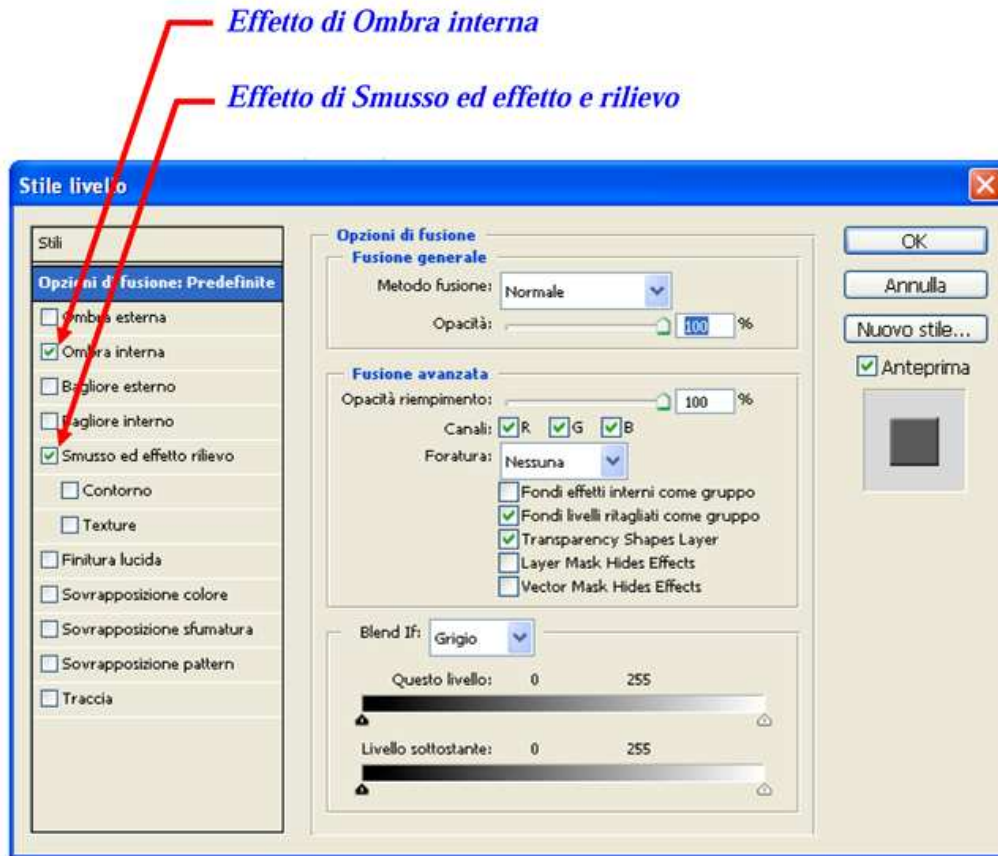 Effetto di Ombra interna
Effetto di Smusso ed effetto e rilievo
Stile livello
Stili
Opzioni di fusione: Predefinite
Ombra esterna
Ombra interna
Bagliore esterno
Bagliore interno
Smusso ed effetto rilievo
Contorno
Texture
Finitura lucida
Sovrapposizione colore
Sovrapposizione sfumatura
Sovrapposizione pattern
Traccia
Opzioni di fusione
Fusione generale
Metodo fusione: Normale
Opacità: 100 %
Fusione avanzata
Opacità riempimento: 100 %
Canali: R G B
Foratura: Nessuna
Fondi effetti interni come gruppo
Fondi livelli ritagliati come gruppo
Transparency Shapes Layer
Layer Mask Hides Effects
Vector Mask Hides Effects
Blend If: Grigio
Questo livello: 0 255
Livello sottostante: 0 255
OK
Annulla
Nuovo stile...
Anteprima